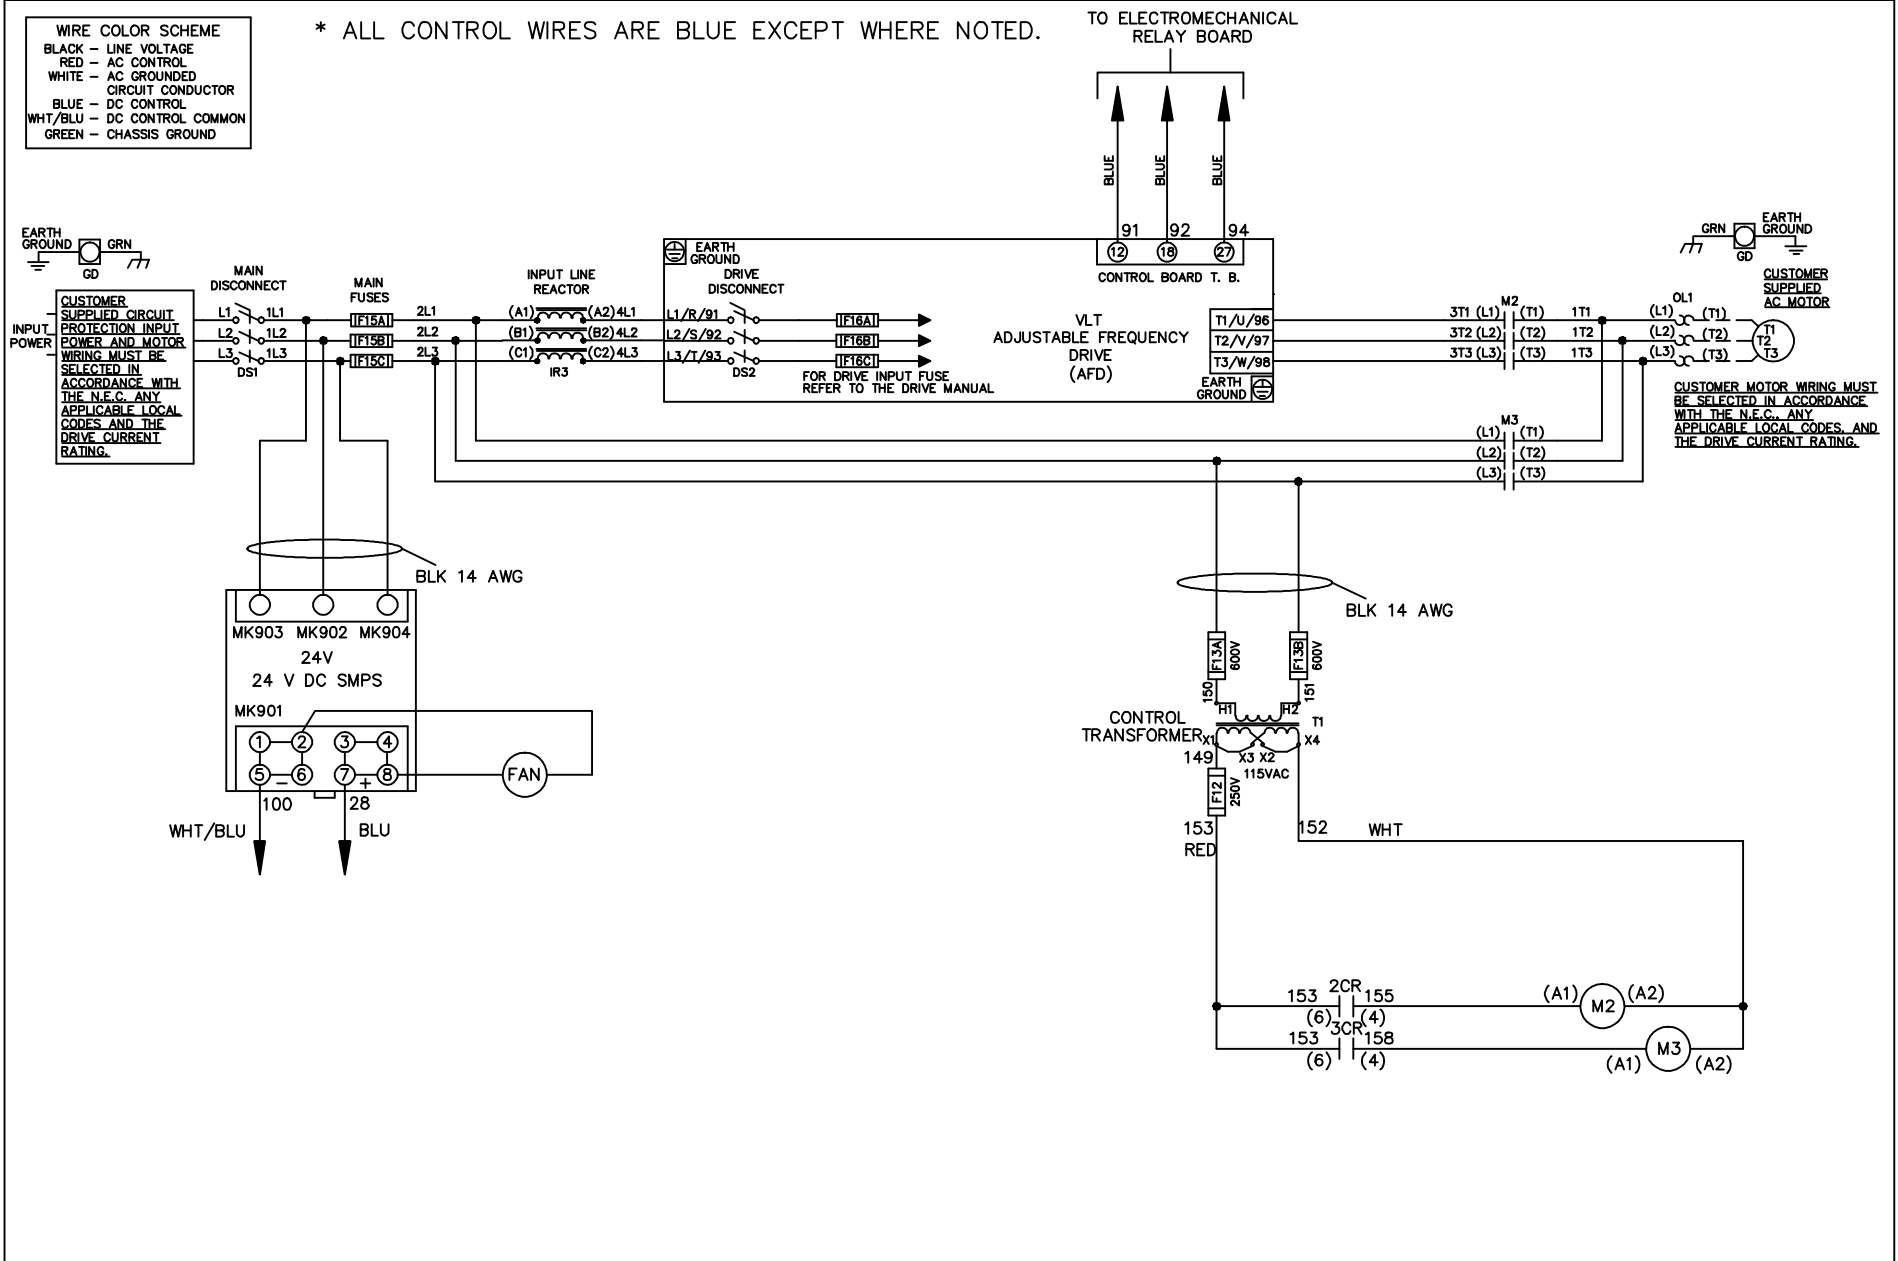 WIRE COLOR SCHEME
BLACK – LINE VOLTAGE
RED – AC CONTROL
WHITE – AC GROUNDED
CIRCUIT CONDUCTOR
BLUE – DC CONTROL
WHT/BLU – DC CONTROL COMMON
GREEN – CHASSIS GROUND
* ALL CONTROL WIRES ARE BLUE EXCEPT WHERE NOTED.
TO ELECTROMECHANICAL
RELAY BOARD
BLUE
BLUE
BLUE
91
92
94
12
18
27
CONTROL BOARD T. B.
EARTH
GROUND
GRN
GD
INPUT
POWER
CUSTOMER
SUPPLIED CIRCUIT
PROTECTION INPUT
POWER AND MOTOR
WIRING MUST BE
SELECTED IN
ACCORDANCE WITH
THE N.E.C. ANY
APPLICABLE LOCAL
CODES AND THE
DRIVE CURRENT
RATING.
MAIN
DISCONNECT
L1
1L1
L2
1L2
L3
1L3
DS1
MAIN
FUSES
F15A
F15B
F15C
2L1
2L2
2L3
INPUT LINE
REACTOR
(A1)
(A2)
4L1
(B1)
(B2)
4L2
(C1)
(C2)
4L3
IR3
EARTH
GROUND
DRIVE
DISCONNECT
L1/R/91
L2/S/92
L3/T/93
DS2
F16A
F16B
F16C
FOR DRIVE INPUT FUSE
REFER TO THE DRIVE MANUAL
VLT
ADJUSTABLE FREQUENCY
DRIVE
(AFD)
T1/U/96
T2/V/97
T3/W/98
EARTH
GROUND
M2
3T1 (L1) (T1) 1T1
3T2 (L2) (T2) 1T2
3T3 (L3) (T3) 1T3
OL1
(L1) (T1)
(L2) (T2)
(L3) (T3)
T1
T2
T3
GRN
GD
EARTH
GROUND
CUSTOMER
SUPPLIED
AC MOTOR
CUSTOMER MOTOR WIRING MUST
BE SELECTED IN ACCORDANCE
WITH THE N.E.C., ANY
APPLICABLE LOCAL CODES, AND
THE DRIVE CURRENT RATING.
M3
(L1) (T1)
(L2) (T2)
(L3) (T3)
BLK 14 AWG
MK903 MK902 MK904
24V
24 V DC SMPS
MK901
1 2 3 4
5 – 6 7 + 8
FAN
100
28
WHT/BLU
BLU
BLK 14 AWG
F13A
600V
F13B
600V
150
151
H1
H2
T1
CONTROL
TRANSFORMER
X1
X4
X3 X2
149
115VAC
F12
250V
153
RED
152
WHT
2CR
153 155
(6) (4)
(A1) M2 (A2)
3CR
153 158
(6) (4)
(A1) M3 (A2)